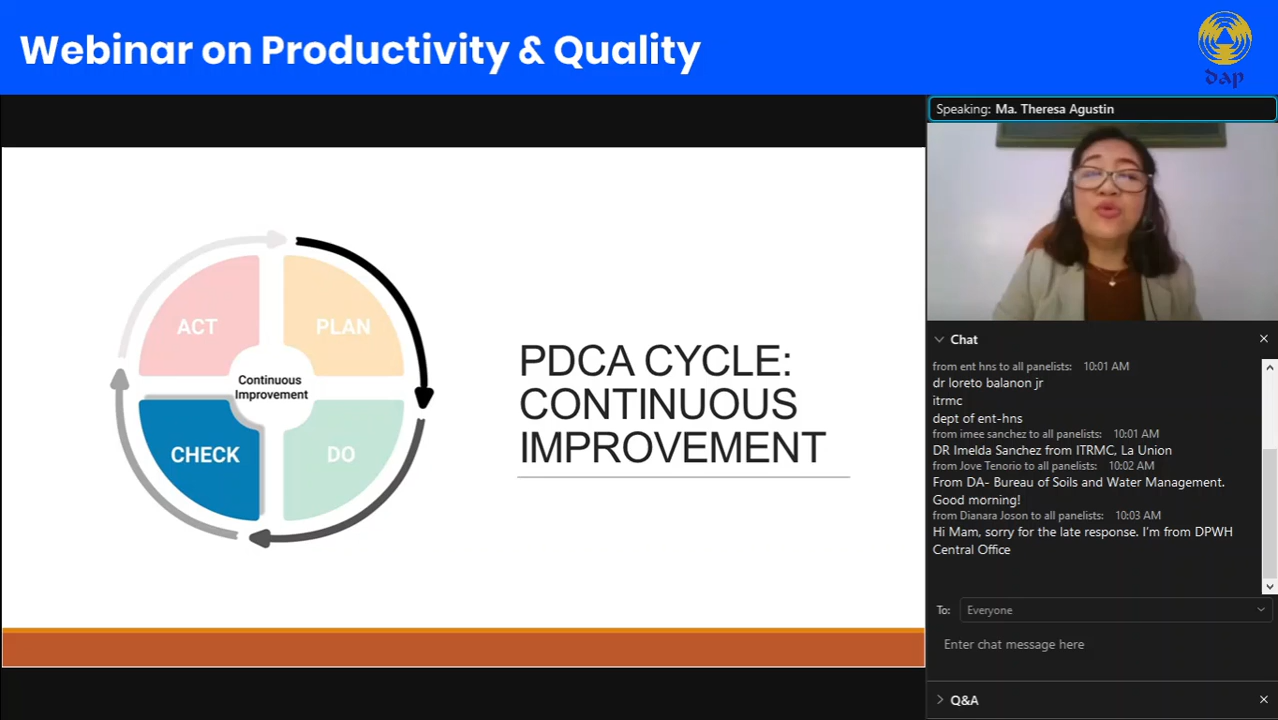 Webinar on Productivity & Quality
dap
ACT
PLAN
Continuous
Improvement
CHECK
DO
PDCA CYCLE:
CONTINUOUS
IMPROVEMENT
Speaking: Ma. Theresa Agustin
Chat
from ent hns to all panelists: 10:01 AM
dr loreto balanon jr
itrmc
dept of ent-hns
from imee sanchez to all panelists: 10:01 AM
DR Imelda Sanchez from ITRMC, La Union
from Jove Tenorio to all panelists: 10:02 AM
From DA- Bureau of Soils and Water Management.
Good morning!
from Dianara Joson to all panelists: 10:03 AM
Hi Mam, sorry for the late response. I'm from DPWH
Central Office
To: Everyone
Enter chat message here
Q&A